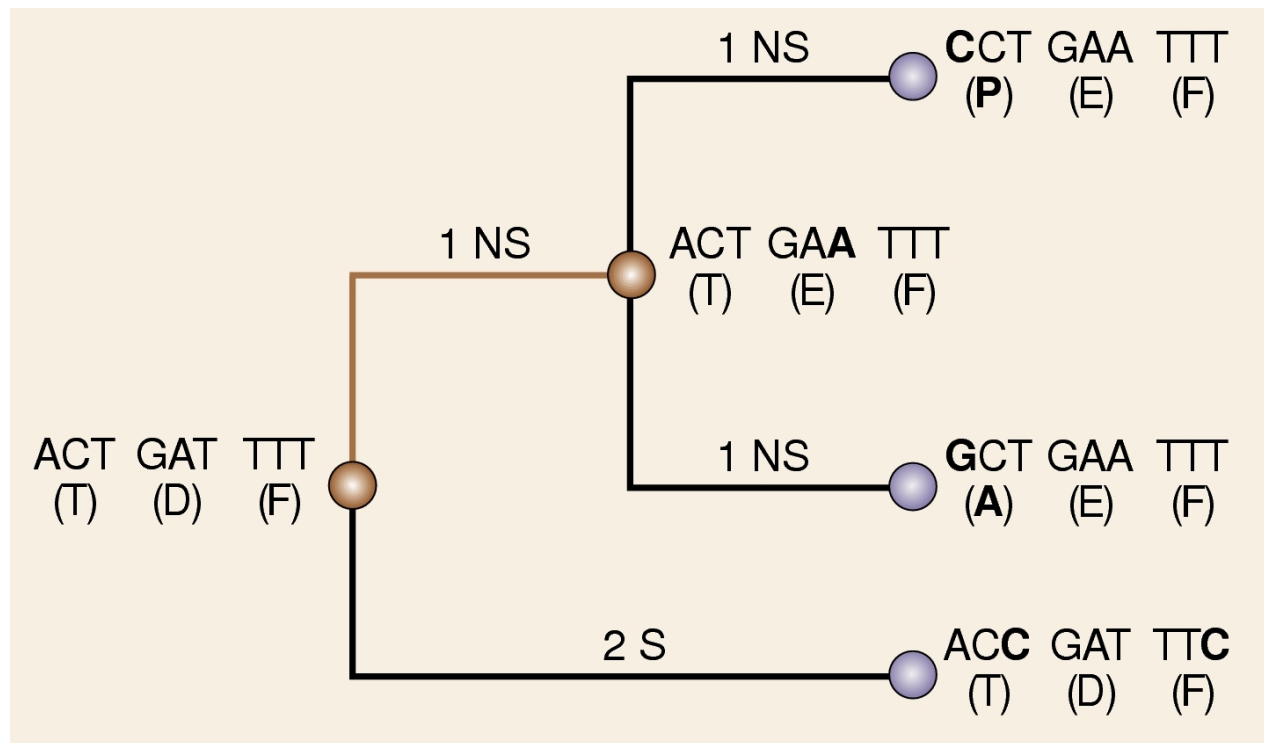 1 NS
CCT GAA TTT
(P) (E) (F)
1 NS
ACT GAA TTT
(T) (E) (F)
ACT GAT TTT
(T) (D) (F)
1 NS
GCT GAA TTT
(A) (E) (F)
2 S
ACC GAT TTC
(T) (D) (F)